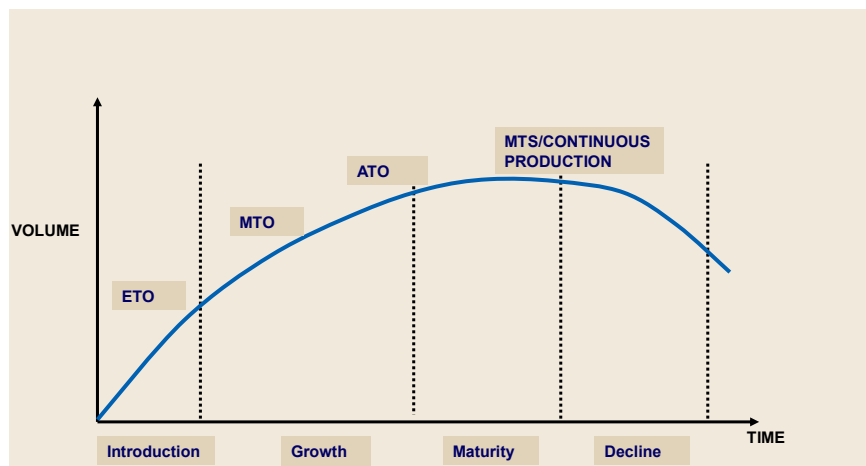 MTS/CONTINUOUS
PRODUCTION
ATO
MTO
VOLUME
ETO
TIME
Introduction
Growth
Maturity
Decline